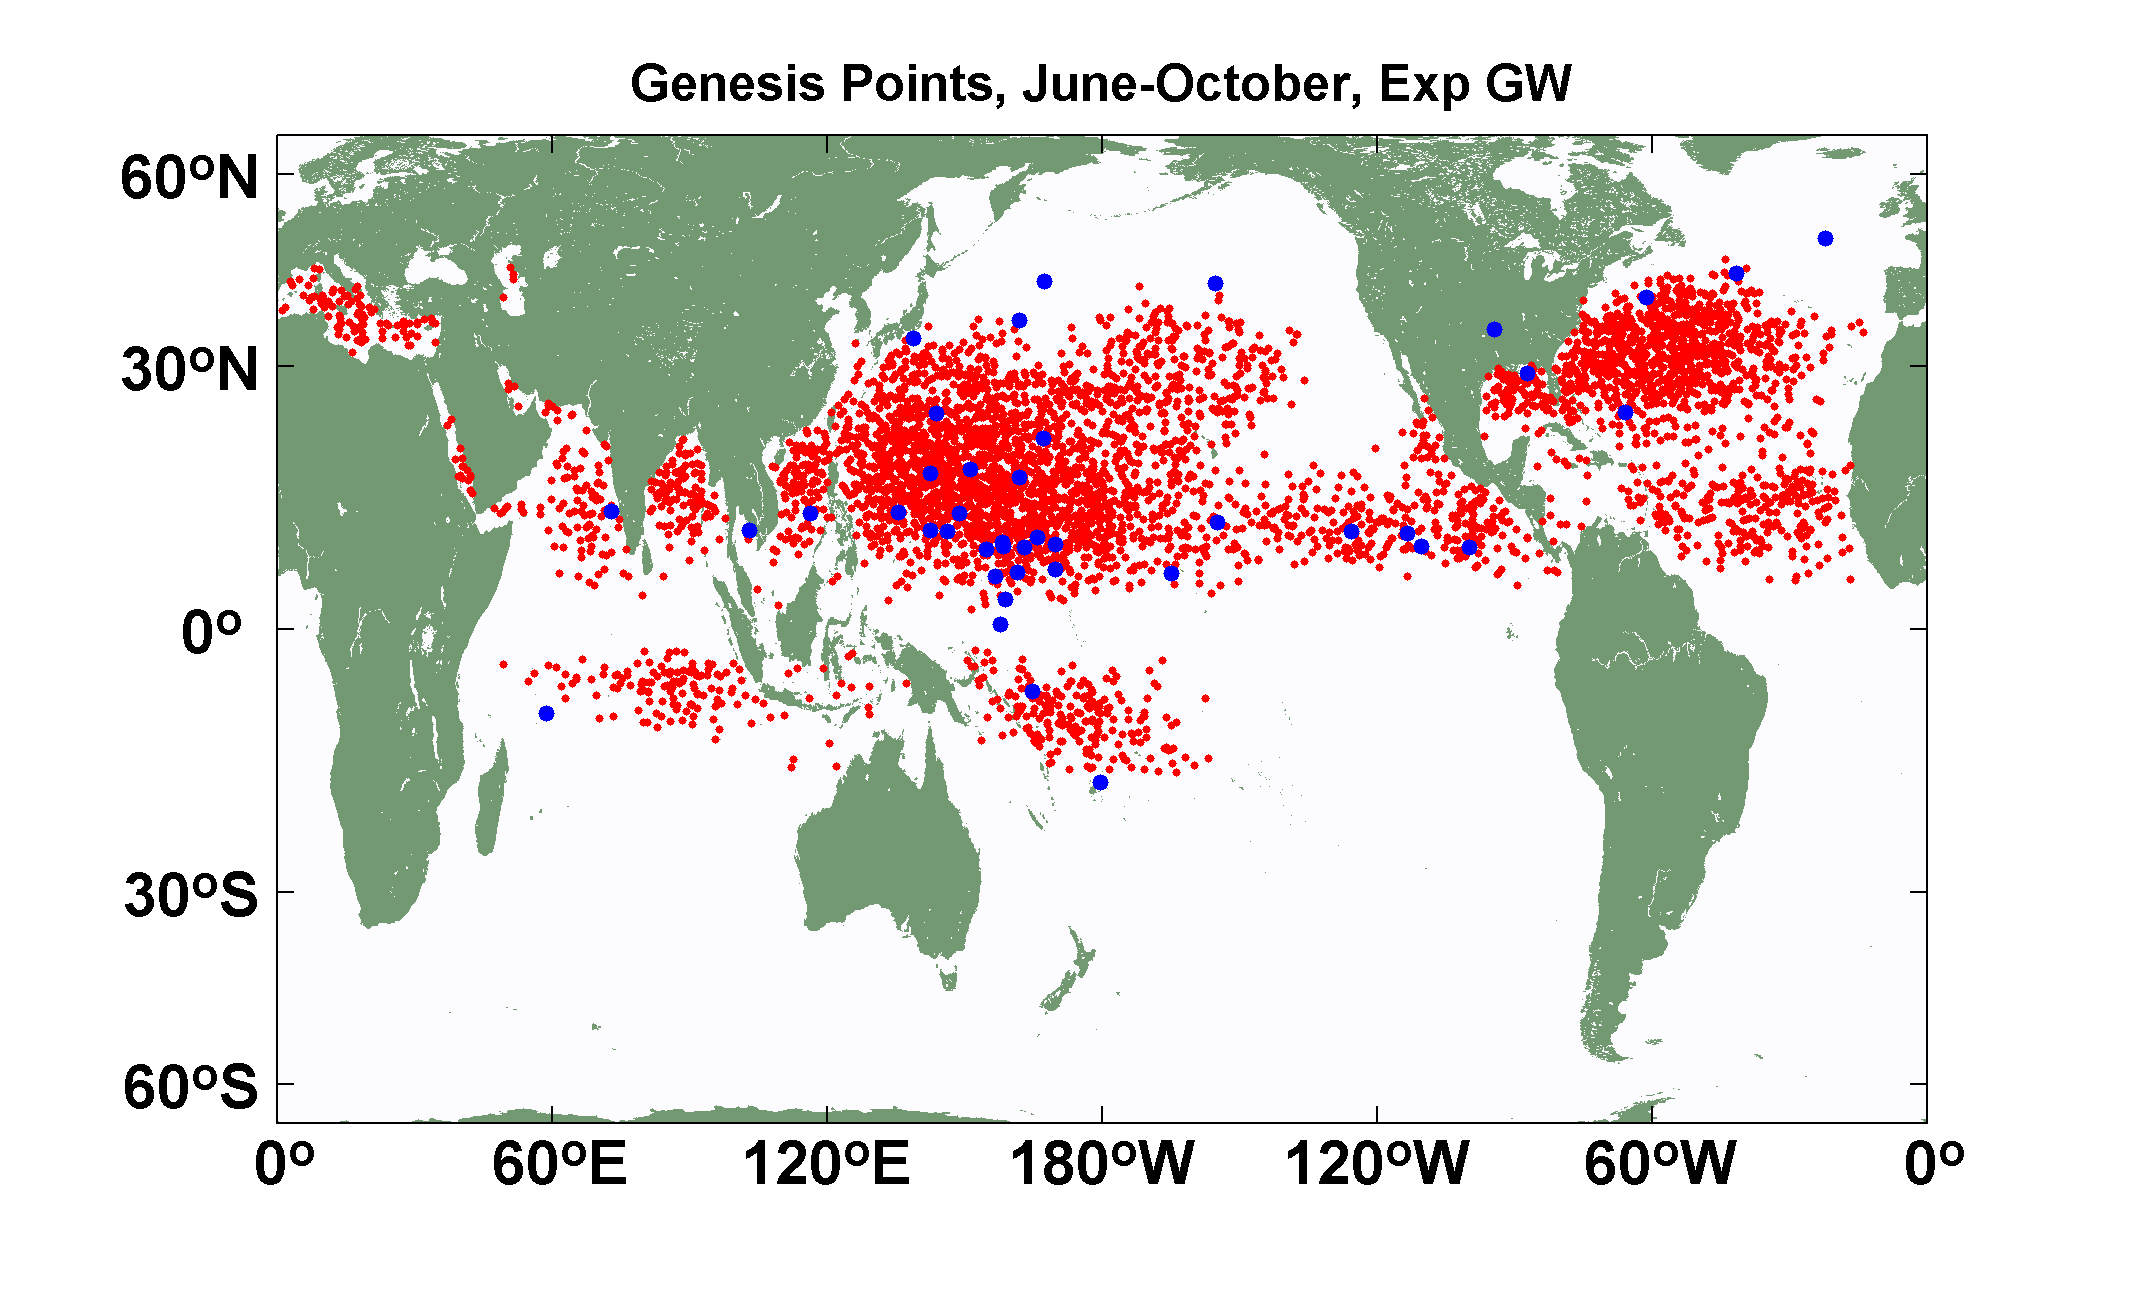 Genesis Points, June-October, Exp GW
60ºN
30ºN
0º
30ºS
60ºS
0º 60ºE 120ºE 180ºW 120ºW 60ºW 0º